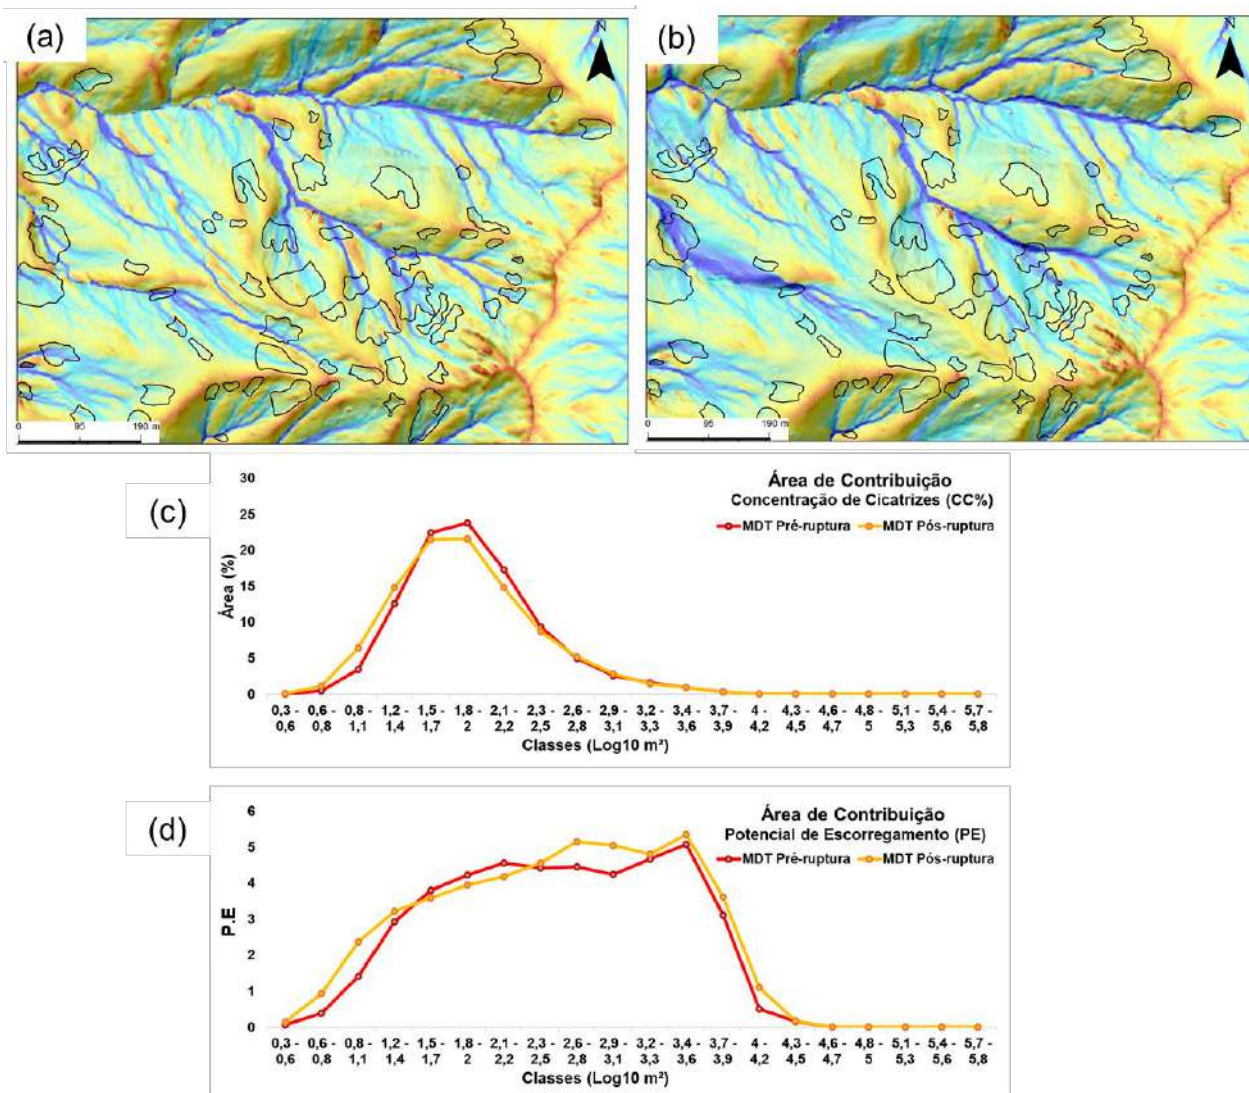 (a)
N
0 95 190 m
(b)
N
0 95 190 m
(c)
Área de Contribuição
Concentração de Cicatrizes (CC%)
MDT Pré-ruptura MDT Pós-ruptura
30
25
20
15
10
5
0
Área (%)
0,3 - 0,6 - 0,8 - 1,2 - 1,5 - 1,8 - 2,1 - 2,3 - 2,6 - 2,9 - 3,2 - 3,4 - 3,7 - 4 - 4,3 - 4,6 - 4,8 - 5,1 - 5,4 - 5,7 -
0,6 0,8 1,1 1,4 1,7 2 2,2 2,5 2,8 3,1 3,3 3,6 3,9 4,2 4,5 4,7 5 5,3 5,6 5,8
Classes (Log10 m²)
(d)
Área de Contribuição
Potencial de Escorregamento (PE)
MDT Pré-ruptura MDT Pós-ruptura
6
5
4
3
2
1
0
P.E
0,3 - 0,6 - 0,8 - 1,2 - 1,5 - 1,8 - 2,1 - 2,3 - 2,6 - 2,9 - 3,2 - 3,4 - 3,7 - 4 - 4,3 - 4,6 - 4,8 - 5,1 - 5,4 - 5,7 -
0,6 0,8 1,1 1,4 1,7 2 2,2 2,5 2,8 3,1 3,3 3,6 3,9 4,2 4,5 4,7 5 5,3 5,6 5,8
Classes (Log10 m²)